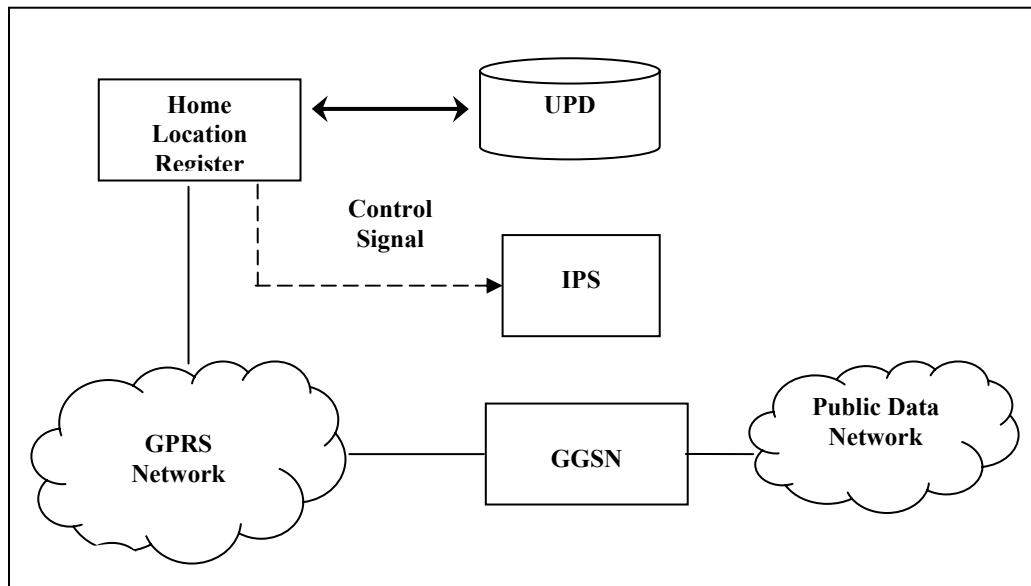 Home
Location
Register
UPD
Control
Signal
IPS
GPRS
Network
GGSN
Public Data
Network